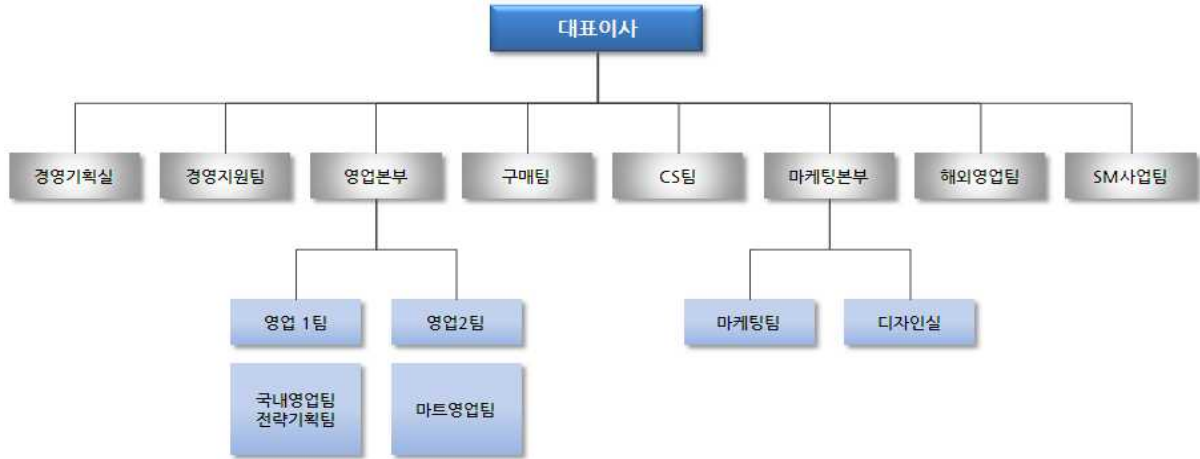 대표이사
경영기획실
경영지원팀
영업본부
구매팀
CS팀
마케팅본부
해외영업팀
SM사업팀
영업 1팀
영업2팀
마케팅팀
디자인실
국내영업팀
전략기획팀
마트영업팀